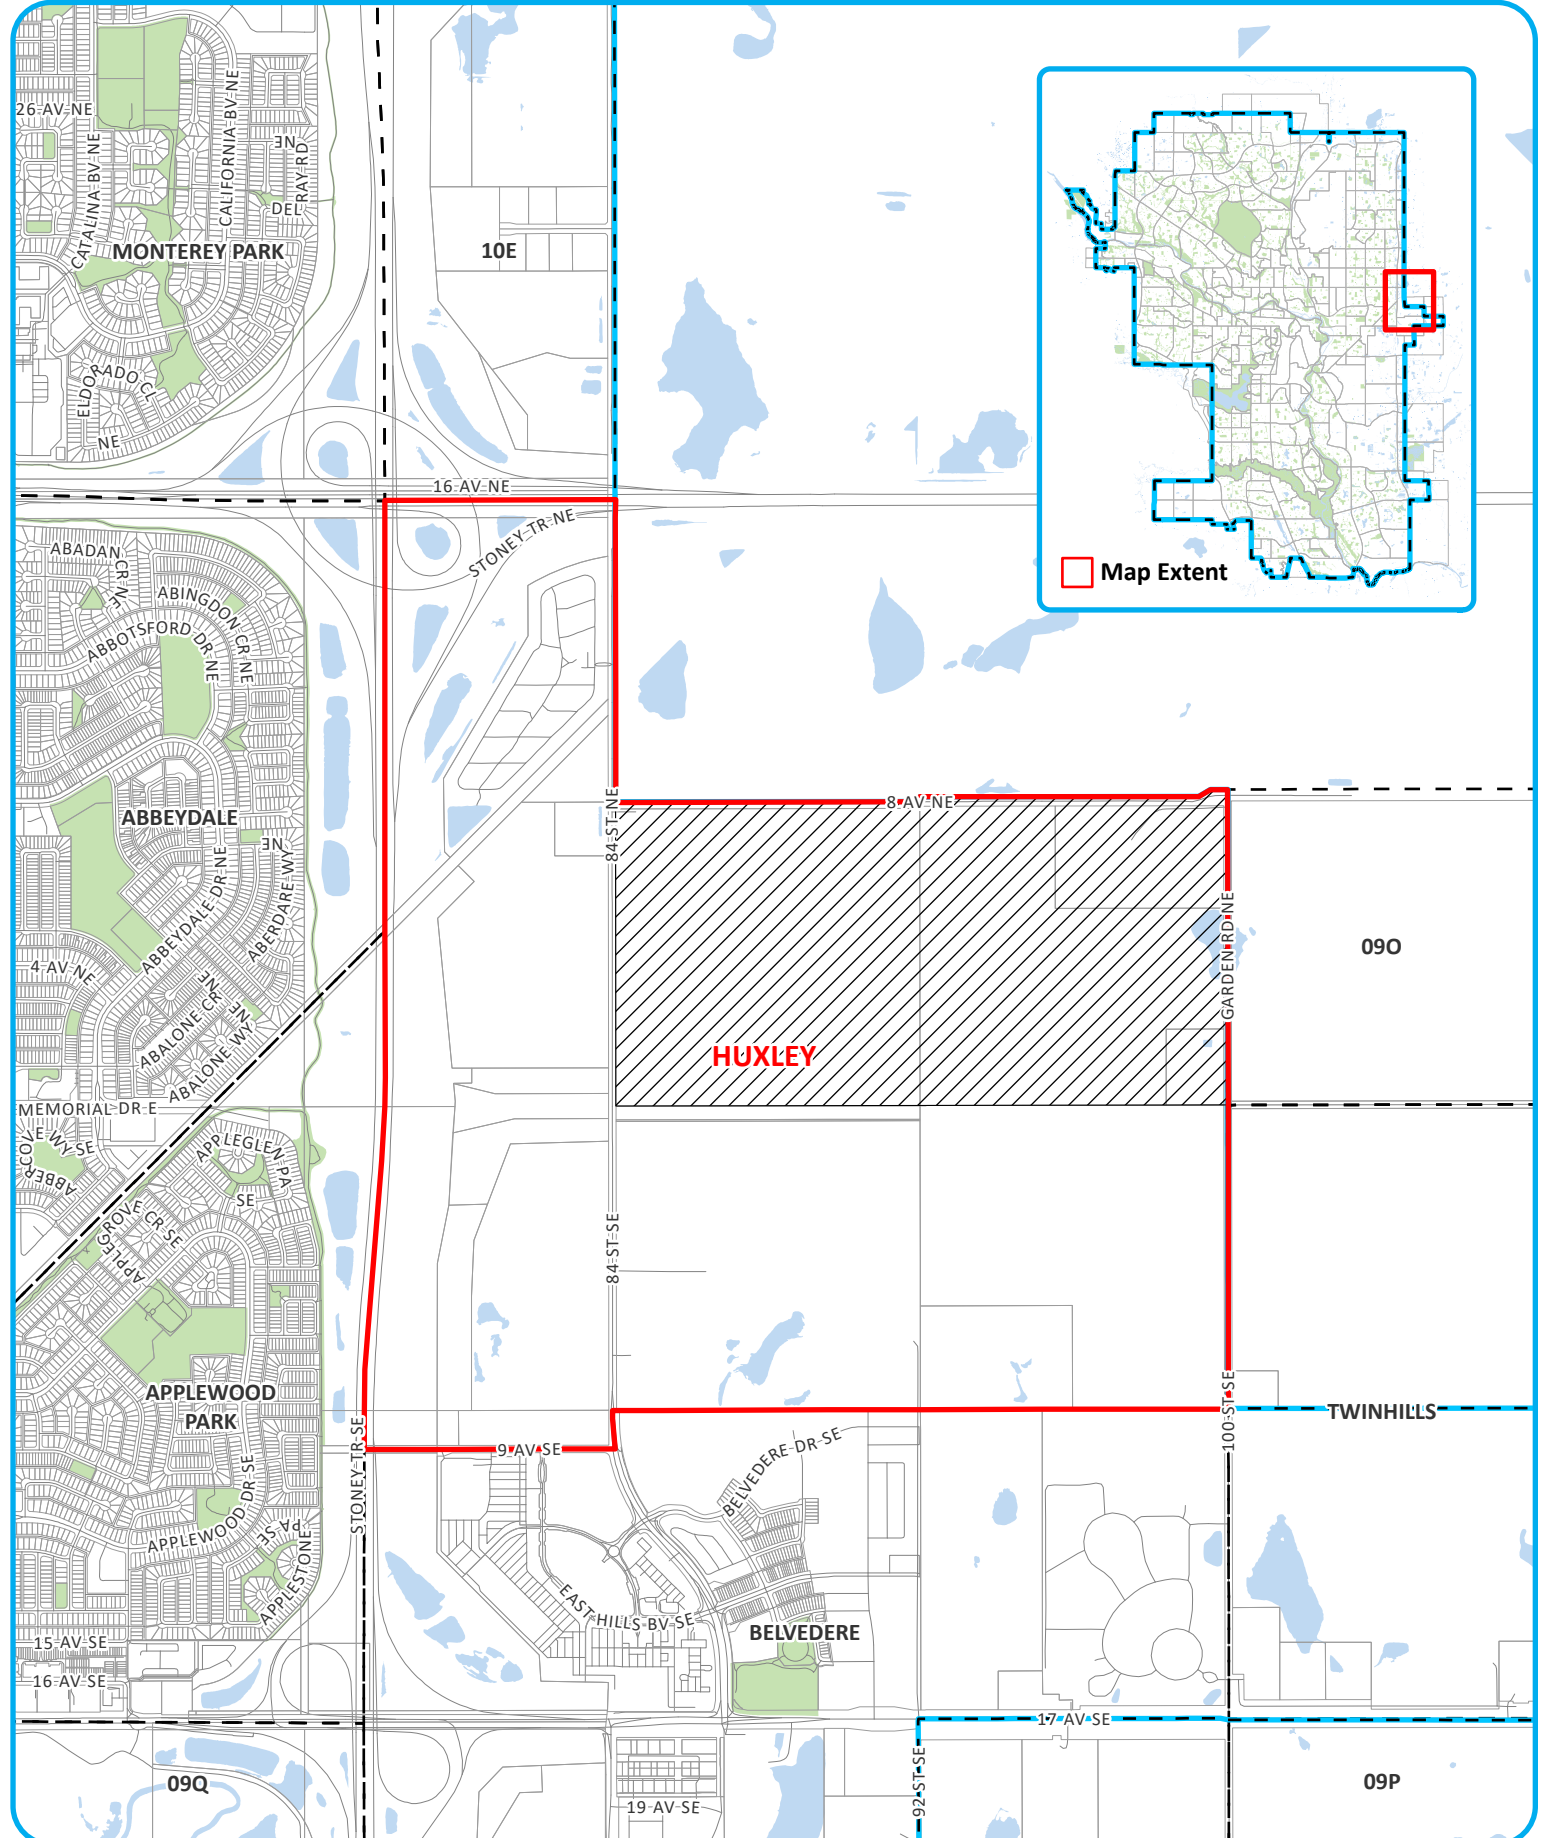 26 AV NE
CATALINA BV NE
CALIFORNIA BV NE
DEL RAY RD
NE
MONTEREY PARK
10E
ELDORADO CL
NE
16 AV NE
STONEY TR NE
Map Extent
ABADAN CR NE
ABINGDON CR NE
ABBOTSFORD DR NE
8 AV NE
84 ST NE
ABBEYDALE
NE
ABERDARE WY
ABBEYDALE DR NE
4 AV NE
ABALONE CR
NE
ABALONE WY
NE
GARDEN RD NE
09O
HUXLEY
MEMORIAL DR E
ABBERCOVE WY SE
APPLEGLEN PA
SE
APPLEGROVE CR SE
84 ST SE
APPLEWOOD
PARK
100 ST SE
TWINHILLS
STONEY TR SE
9 AV SE
BELVEDERE DR SE
APPLEWOOD DR SE
APPLESTONE
PA SE
EAST HILLS BV SE
BELVEDERE
15 AV SE
16 AV SE
17 AV SE
92 ST SE
09Q
19 AV SE
09P